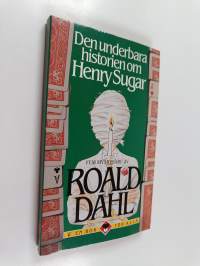 Den underbara
historien om
Henry Sugar
ROALD
DAHL